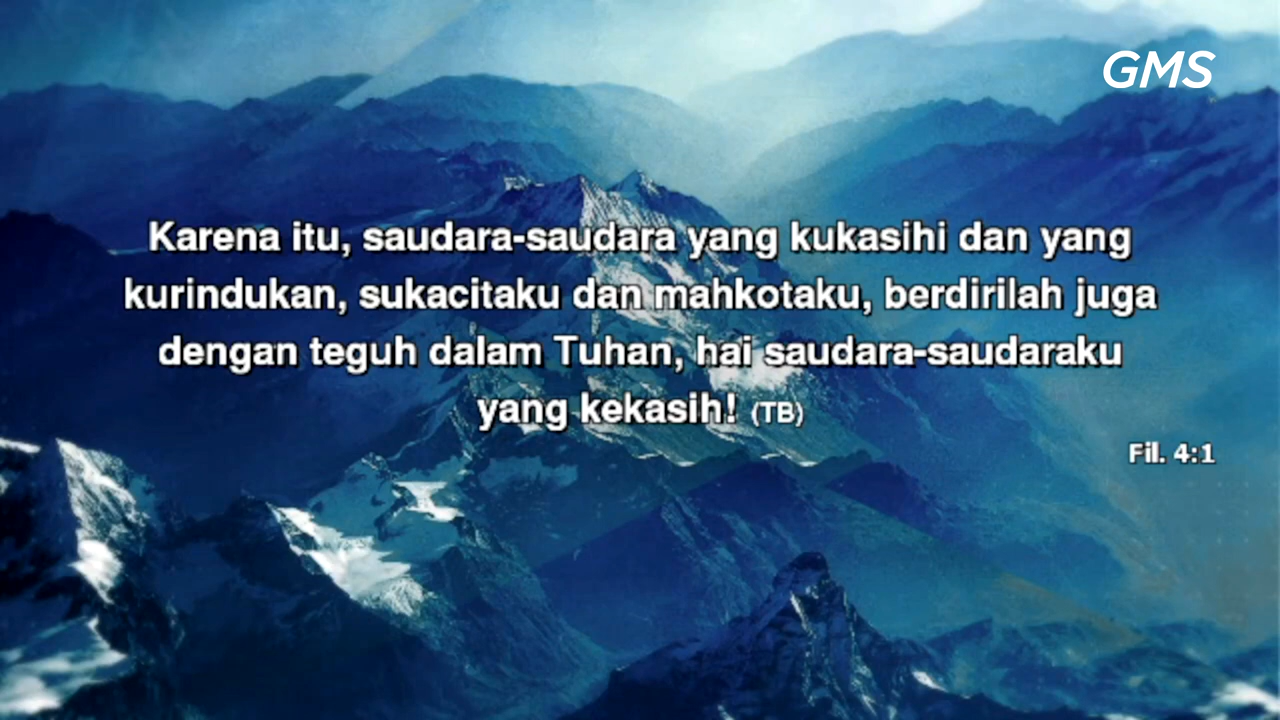 GMS
Karena itu, saudara-saudara yang kukasihi dan yang
kurindukan, sukacitaku dan mahkotaku, berdirilah juga
dengan teguh dalam Tuhan, hai saudara-saudaraku
yang kekasih! (TB)
Fil. 4:1